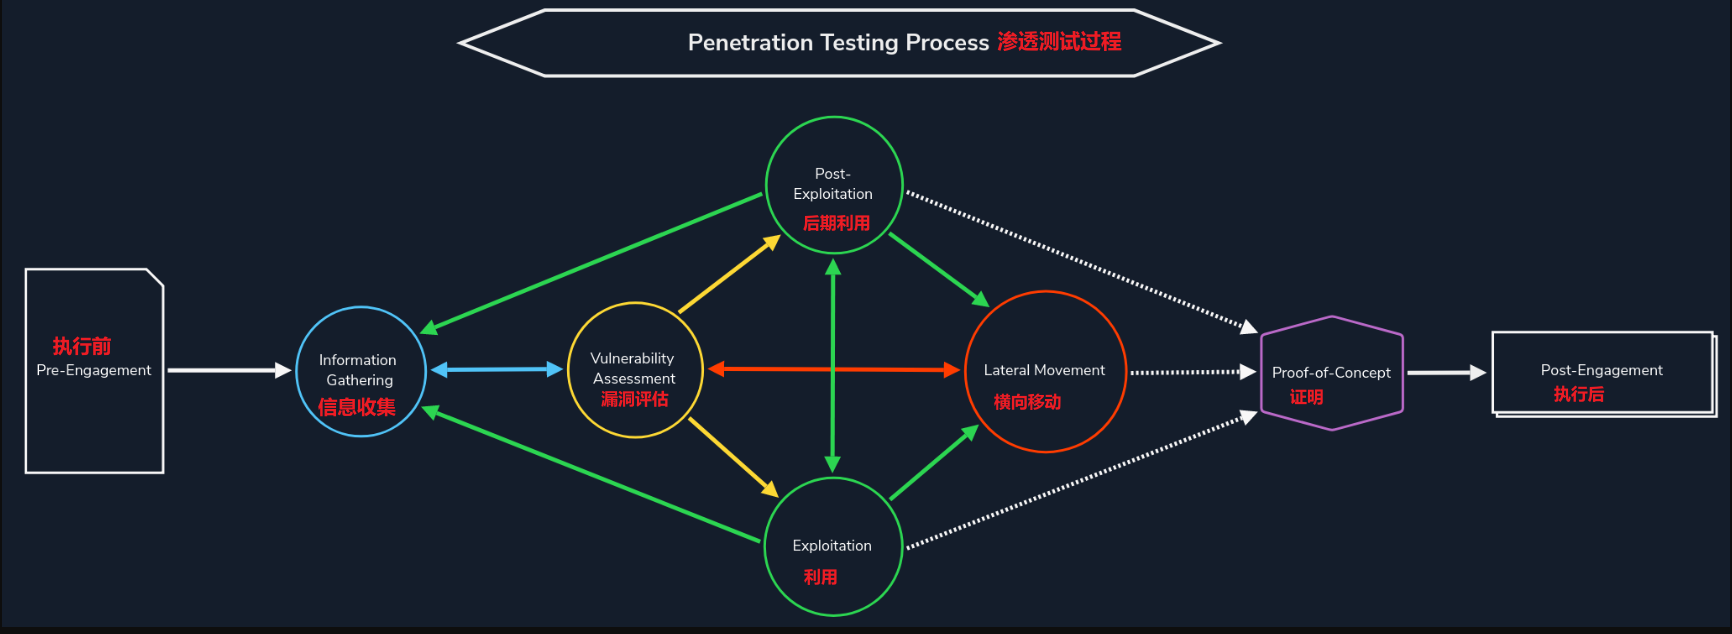 Penetration Testing Process 渗透测试过程
Post-
Exploitation
后期利用
执行前
Pre-Engagement
Information
Gathering
信息收集
Vulnerability
Assessment
漏洞评估
Lateral Movement
横向移动
Proof-of-Concept
证明
Post-Engagement
执行后
Exploitation
利用